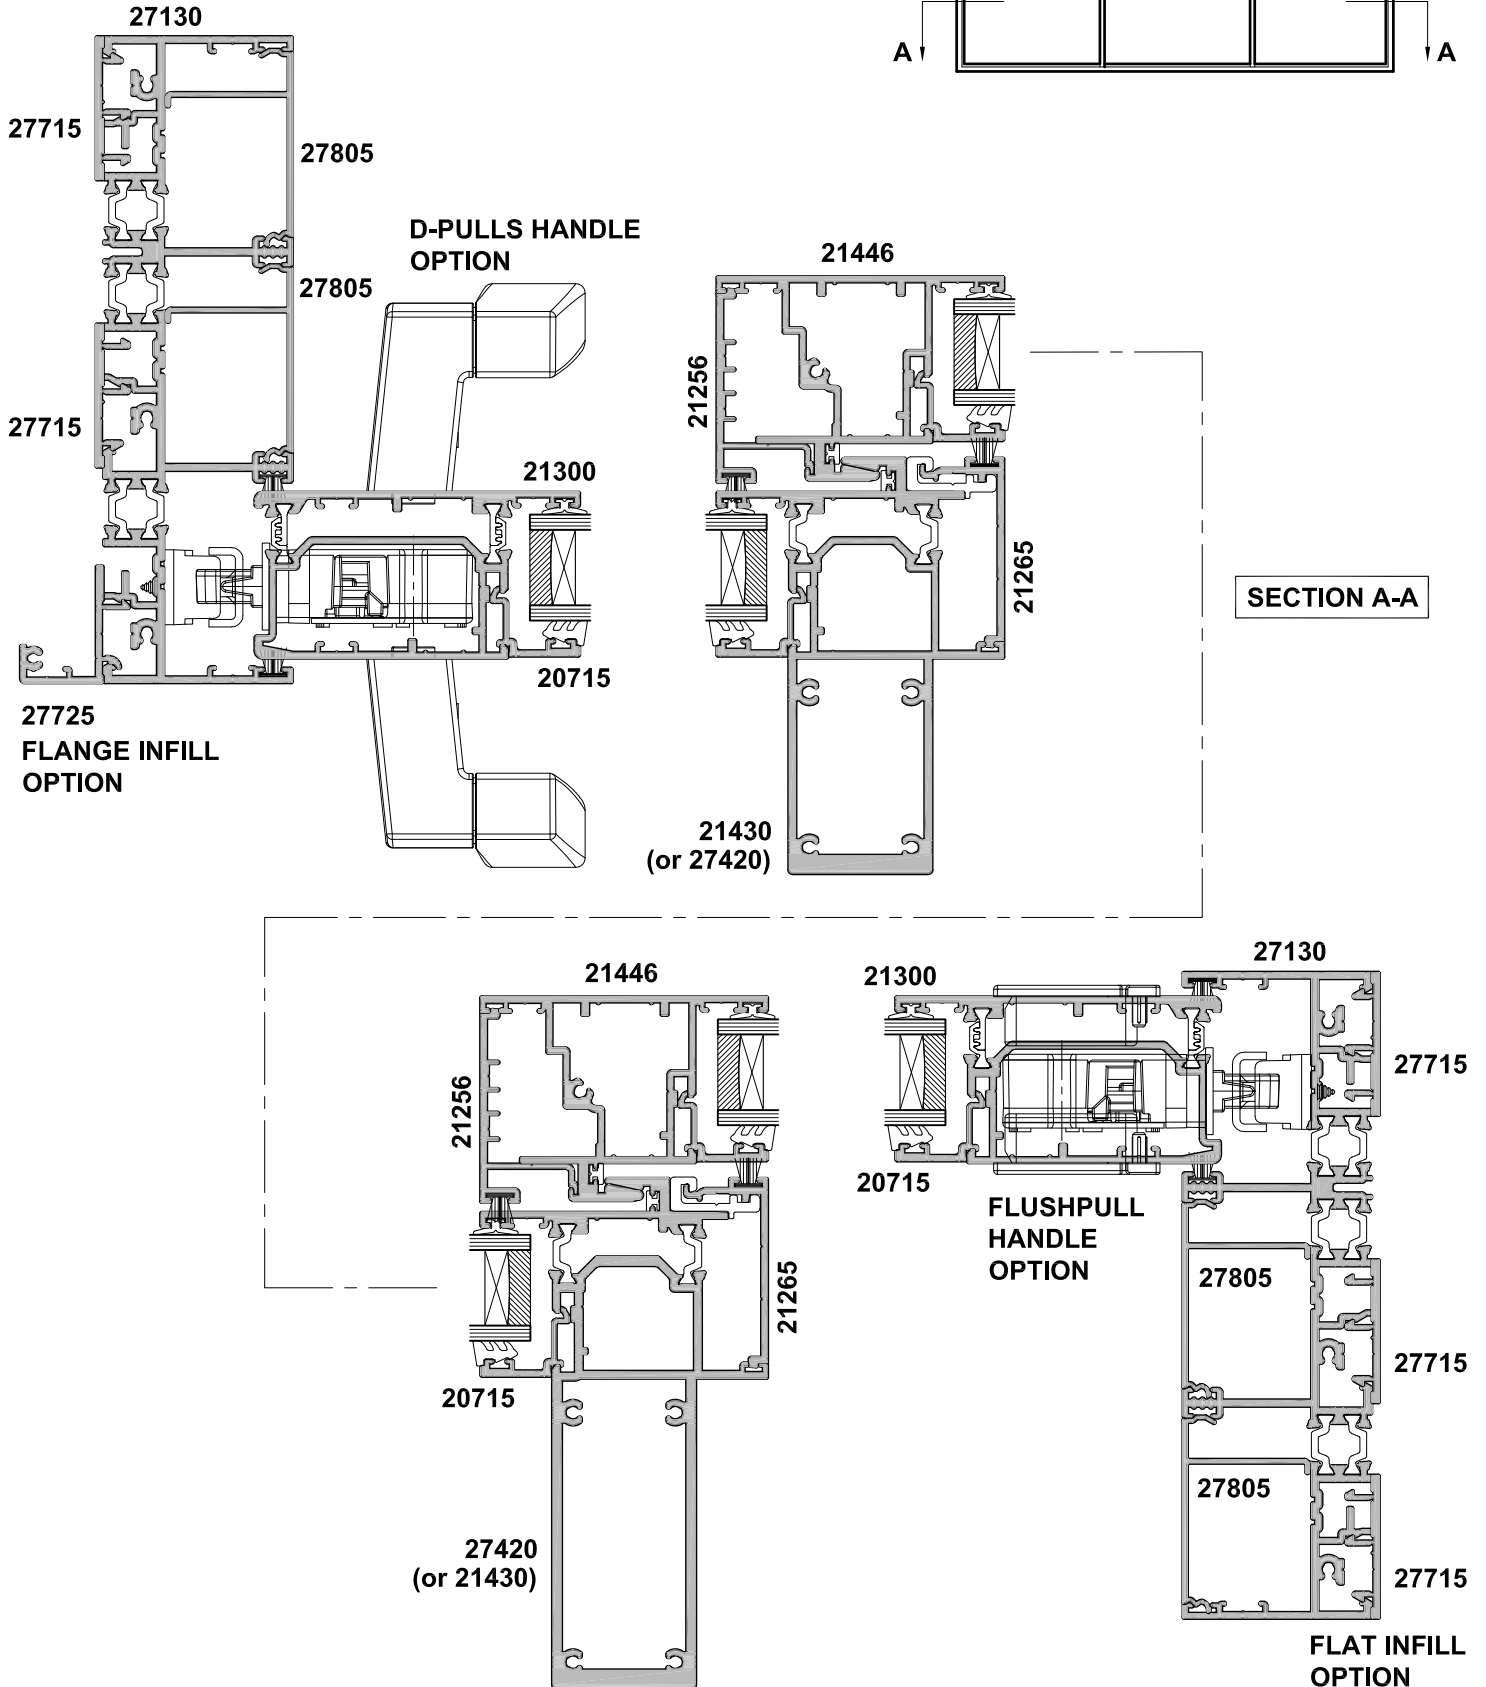 27130
A
A
27715
27805
D-PULLS HANDLE
OPTION
21446
27805
21256
27715
21300
21265
SECTION A-A
20715
27725
FLANGE INFILL
OPTION
21430
(or 27420)
21446
21300
27130
21256
27715
20715
FLUSHPULL
HANDLE
OPTION
27805
21265
27715
20715
27805
27420
(or 21430)
27715
FLAT INFILL
OPTION